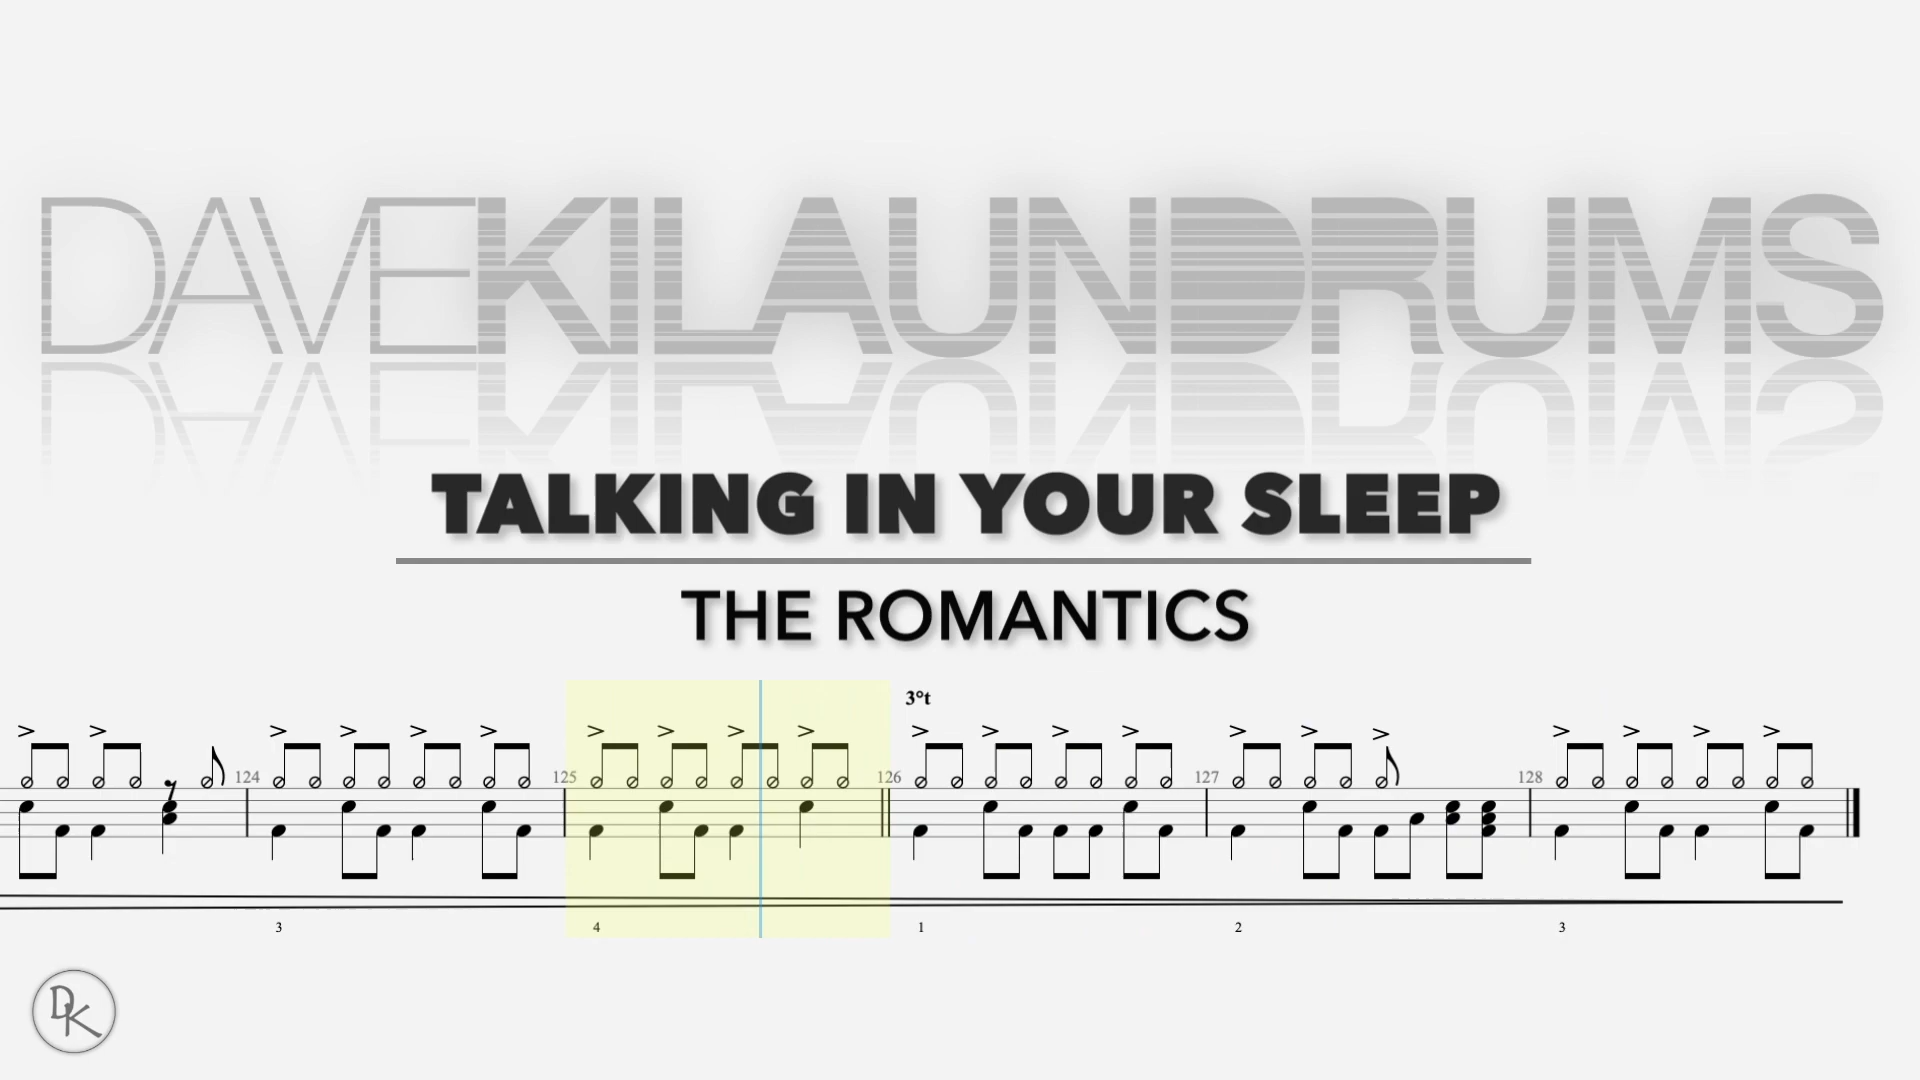 DAVEKILAUNDRUMS
TALKING IN YOUR SLEEP
THE ROMANTICS
3°t
124 125 126 127 128
3 4 1 2 3
DK